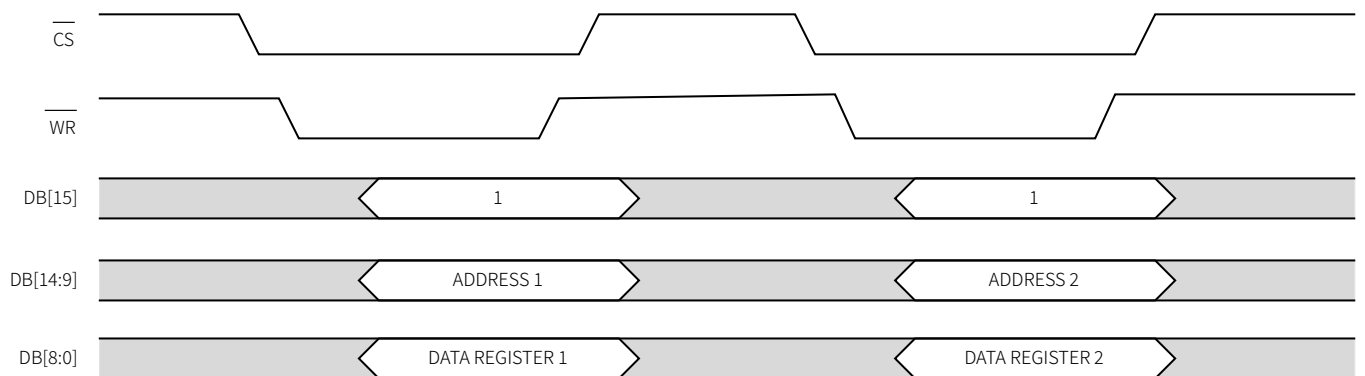 CS
WR
DB[15] 1 1
DB[14:9] ADDRESS 1 ADDRESS 2
DB[8:0] DATA REGISTER 1 DATA REGISTER 2